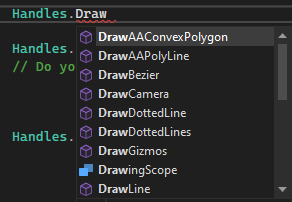 Handles.Draw
DrawAAConvexPolygon
Handles.
DrawAAPolyLine
// Do yo
DrawBezier
DrawCamera
DrawDottedLine
DrawDottedLines
Handles.
DrawGizmos
DrawingScope
DrawLine